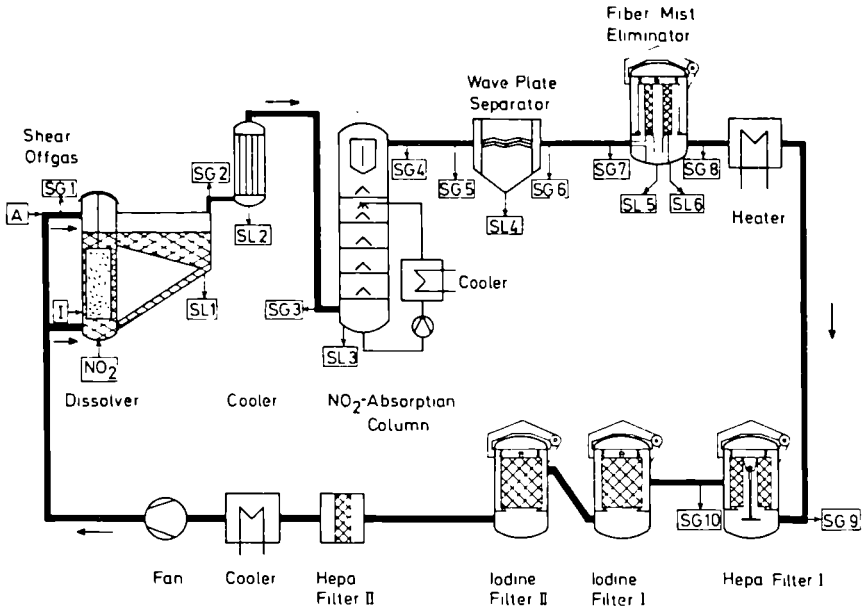 Fiber Mist
Eliminator
Wave Plate
Separator
Shear
Offgas
SG1
SG2
A
SL2
SG4
SG5
SG6
SG7
SG8
SL4
SL5
SL6
Heater
I
SL1
SG3
Cooler
SL3
NO2
Dissolver
Cooler
NO2-Absorption
Column
SG10
SG9
Fan
Cooler
Hepa
Filter II
Iodine
Filter II
Iodine
Filter I
Hepa Filter I